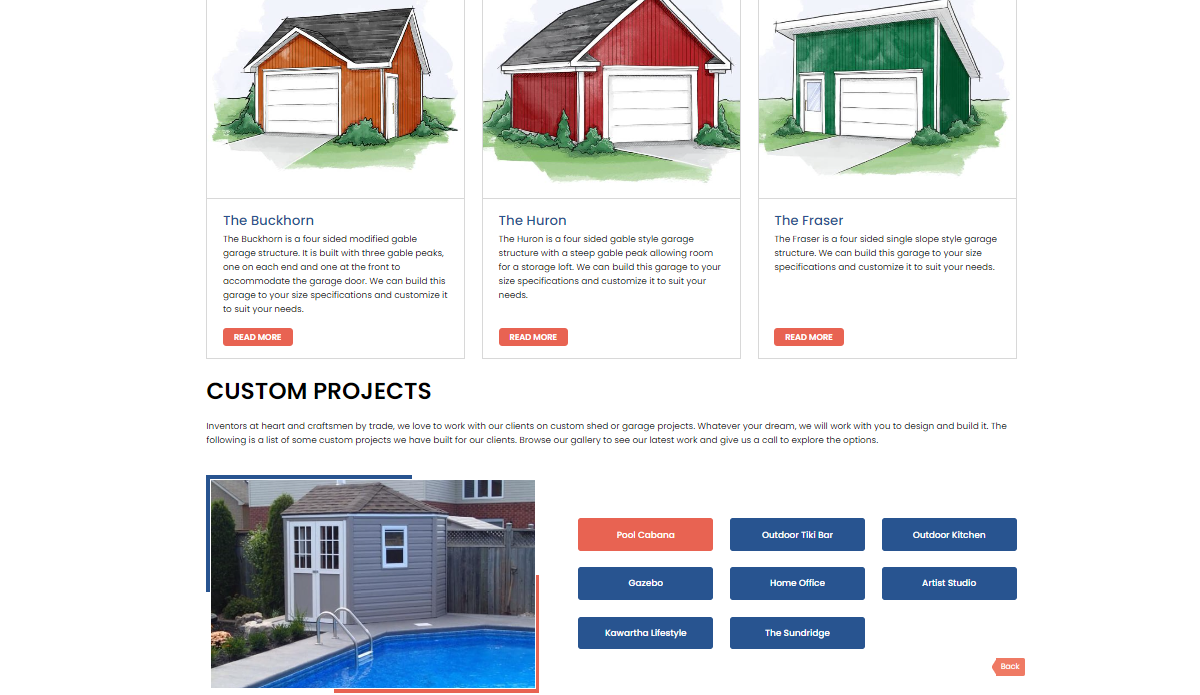 The Buckhorn
The Buckhorn is a four sided modified gable
garage structure. It is built with three gable peaks,
one on each end and one at the front to
accommodate the garage door. We can build this
garage to your size specifications and customize it
to suit your needs.
READ MORE
The Huron
The Huron is a four sided gable style garage
structure with a steep gable peak allowing room
for a storage loft. We can build this garage to your
size specifications and customize it to suit your
needs.
READ MORE
The Fraser
The Fraser is a four sided single slope style garage
structure. We can build this garage to your size
specifications and customize it to suit your needs.
READ MORE
CUSTOM PROJECTS
Inventors at heart and craftsmen by trade, we love to work with our clients on custom shed or garage projects. Whatever your dream, we will work with you to design and build it. The
following is a list of some custom projects we have built for our clients. Browse our gallery to see our latest work and give us a call to explore the options.
Pool Cabana
Outdoor Tiki Bar
Outdoor Kitchen
Gazebo
Home Office
Artist Studio
Kawartha Lifestyle
The Sundridge
Back